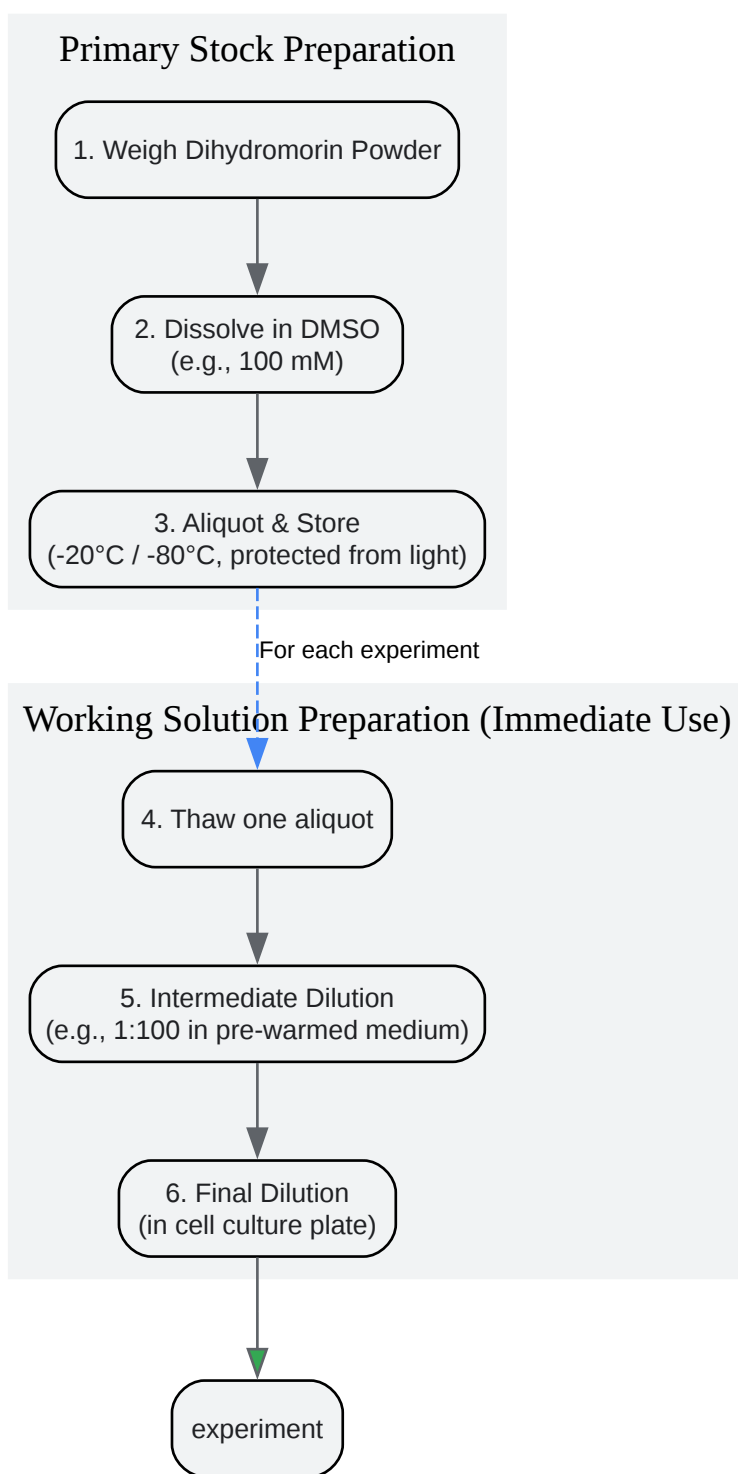 Primary Stock Preparation
1. Weigh Dihydromorin Powder
2. Dissolve in DMSO
(e.g., 100 mM)
3. Aliquot & Store
(-20°C / -80°C, protected from light)
For each experiment
Working Solution Preparation (Immediate Use)
4. Thaw one aliquot
5. Intermediate Dilution
(e.g., 1:100 in pre-warmed medium)
6. Final Dilution
(in cell culture plate)
experiment